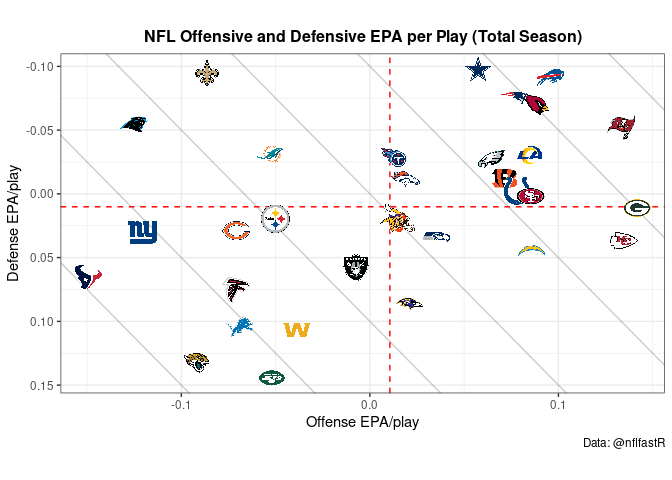 NFL Offensive and Defensive EPA per Play (Total Season)
Defense EPA/play
-0.10
-0.05
0.00
0.05
0.10
0.15
ny
W
-0.1
0.0
0.1
Offense EPA/play
Data: @nflfastR